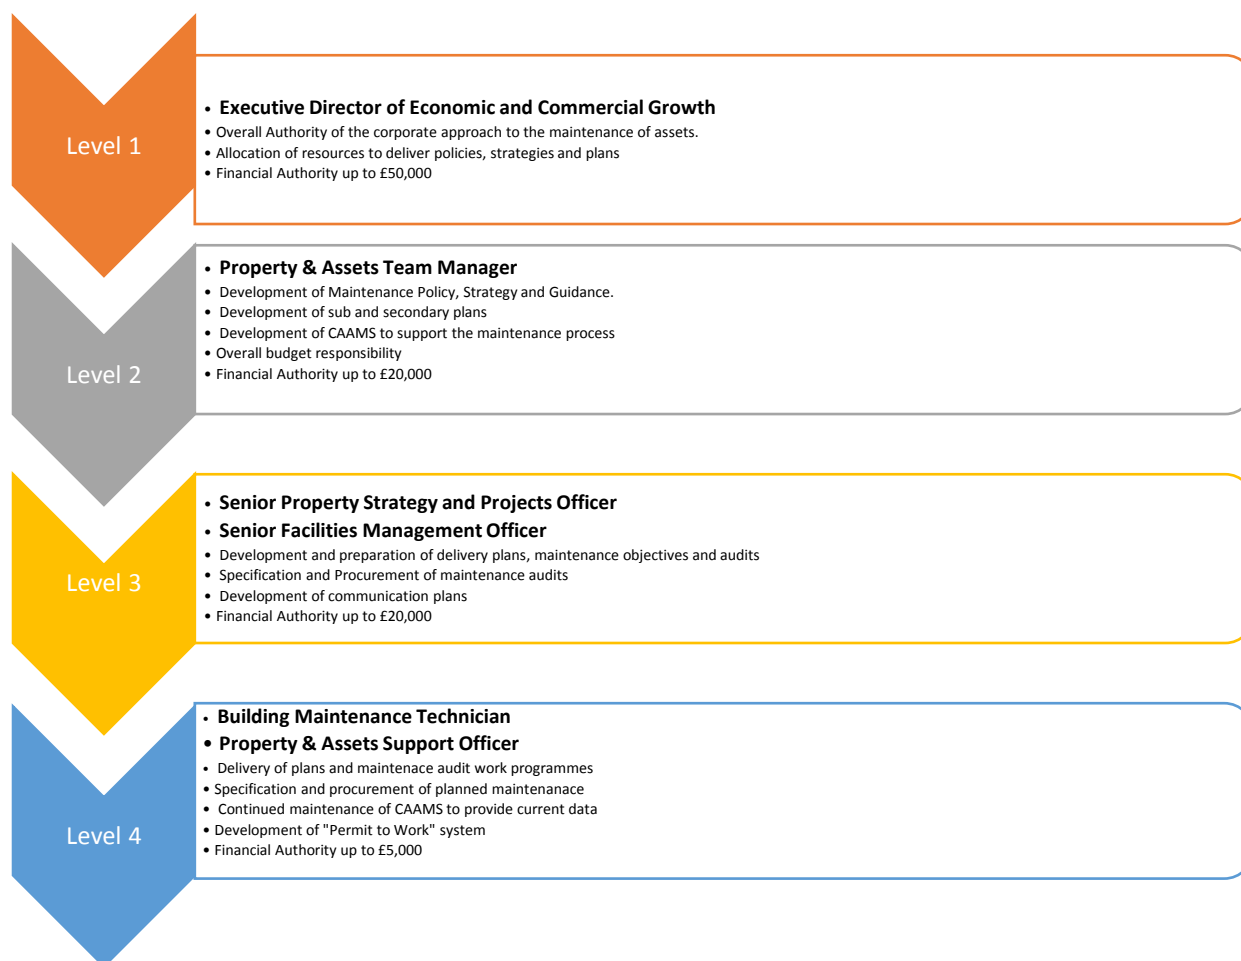 Level 1
• Executive Director of Economic and Commercial Growth
• Overall Authority of the corporate approach to the maintenance of assets.
• Allocation of resources to deliver policies, strategies and plans
• Financial Authority up to £50,000
Level 2
• Property & Assets Team Manager
• Development of Maintenance Policy, Strategy and Guidance.
• Development of sub and secondary plans
• Development of CAAMS to support the maintenance process
• Overall budget responsibility
• Financial Authority up to £20,000
Level 3
• Senior Property Strategy and Projects Officer
• Senior Facilities Management Officer
• Development and preparation of delivery plans, maintenance objectives and audits
• Specification and Procurement of maintenance audits
• Development of communication plans
• Financial Authority up to £20,000
Level 4
• Building Maintenance Technician
• Property & Assets Support Officer
• Delivery of plans and maintenace audit work programmes
• Specification and procurement of planned maintenanace
• Continued maintenance of CAAMS to provide current data
• Development of "Permit to Work" system
• Financial Authority up to £5,000